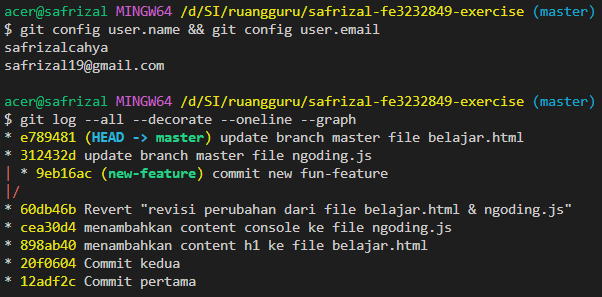 acer@safrizal MINGW64 /d/SI/ruangguru/safrizal-fe3232849-exercise (master)
$ git config user.name && git config user.email
safrizalcahya
safrizal19@gmail.com

acer@safrizal MINGW64 /d/SI/ruangguru/safrizal-fe3232849-exercise (master)
$ git log --all --decorate --oneline --graph
* e789481 (HEAD -> master) update branch master file belajar.html
* 312432d update branch master file ngoding.js
| * 9eb16ac (new-feature) commit new fun-feature
|/
* 60db46b Revert "revisi perubahan dari file belajar.html & ngoding.js"
* cea30d4 menambahkan content console ke file ngoding.js
* 898ab40 menambahkan content h1 ke file belajar.html
* 20f0604 Commit kedua
* 12adf2c Commit pertama